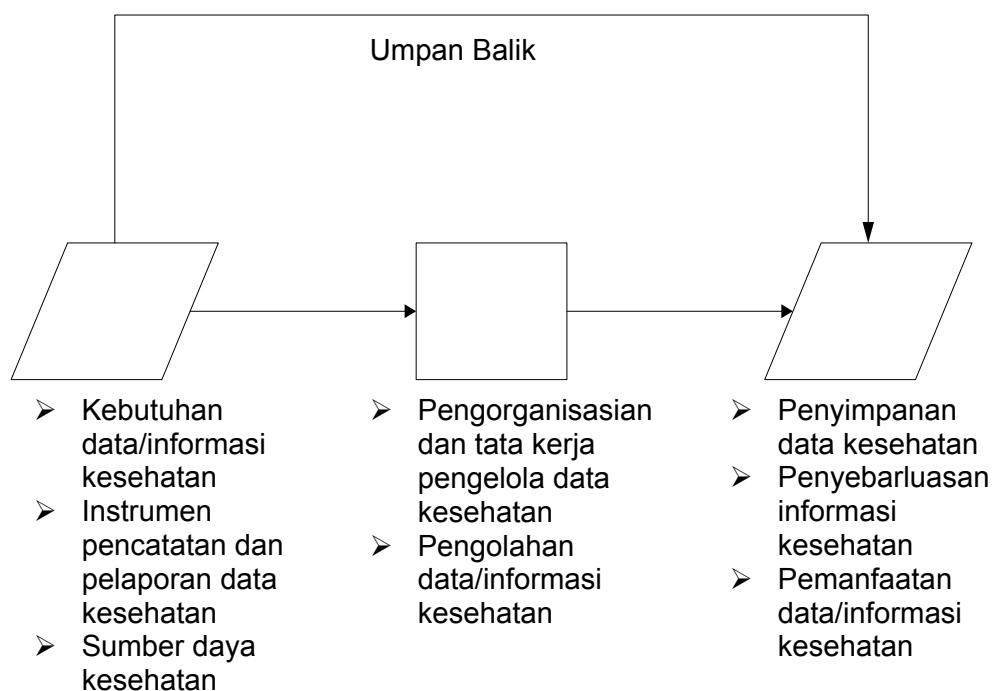 Umpan Balik
➢ Kebutuhan
data/informasi
kesehatan
➢ Instrumen
pencatatan dan
pelaporan data
kesehatan
➢ Sumber daya
kesehatan
➢ Pengorganisasian
dan tata kerja
pengelola data
kesehatan
➢ Pengolahan
data/informasi
kesehatan
➢ Penyimpanan
data kesehatan
➢ Penyebarluasan
informasi
kesehatan
➢ Pemanfaatan
data/informasi
kesehatan